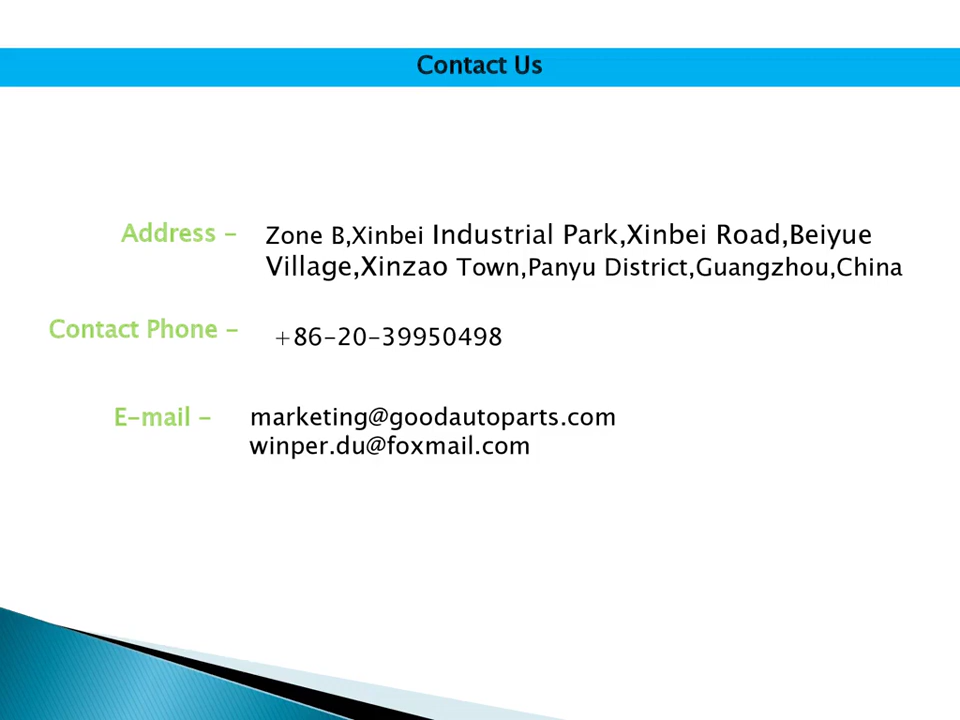 Contact Us
Address - Zone B,Xinbei Industrial Park,Xinbei Road,Beiyue
Village,Xinzao Town,Panyu District,Guangzhou,China
Contact Phone - +86-20-39950498
E-mail - marketing@goodautoparts.com
winper.du@foxmail.com